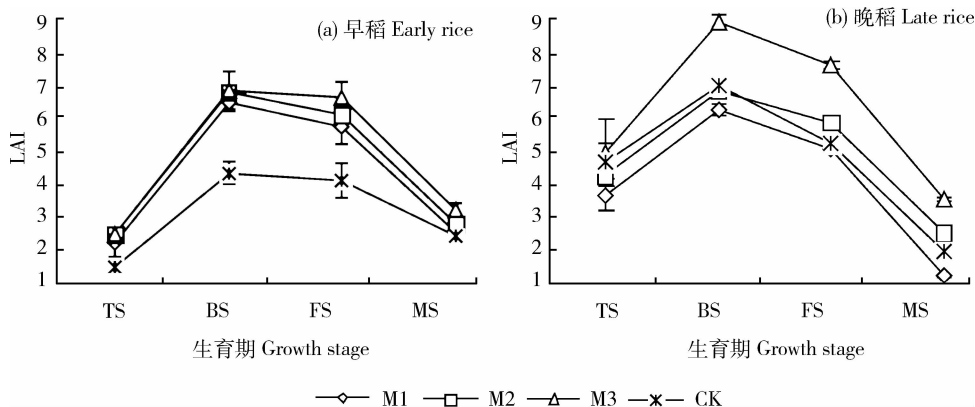 (a) 早稻 Early rice
LAI
9
8
7
6
5
4
3
2
1
TS BS FS MS
生育期 Growth stage
(b) 晚稻 Late rice
LAI
9
8
7
6
5
4
3
2
1
TS BS FS MS
生育期 Growth stage
M1 M2 M3 CK